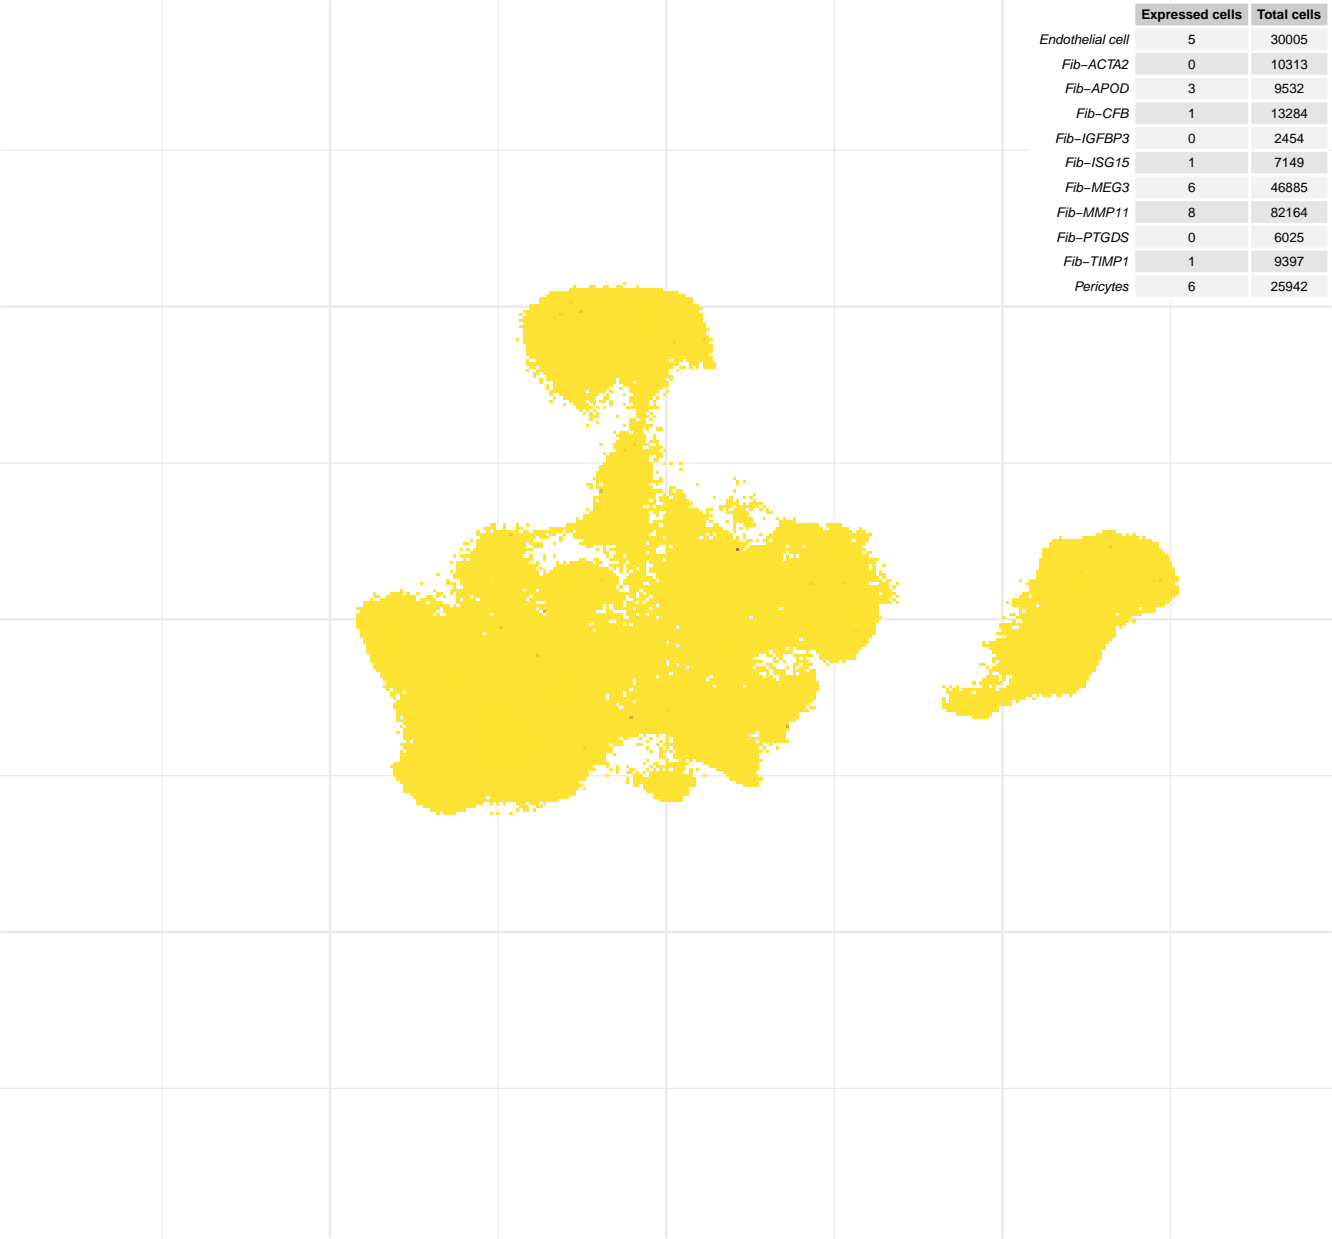 Expressed cells Total cells
Endothelial cell 5 30005
Fib−ACTA2 0 10313
Fib−APOD 3 9532
Fib−CFB 1 13284
Fib−IGFBP3 0 2454
Fib−ISG15 1 7149
Fib−MEG3 6 46885
Fib−MMP11 8 82164
Fib−PTGDS 0 6025
Fib−TIMP1 1 9397
Pericytes 6 25942